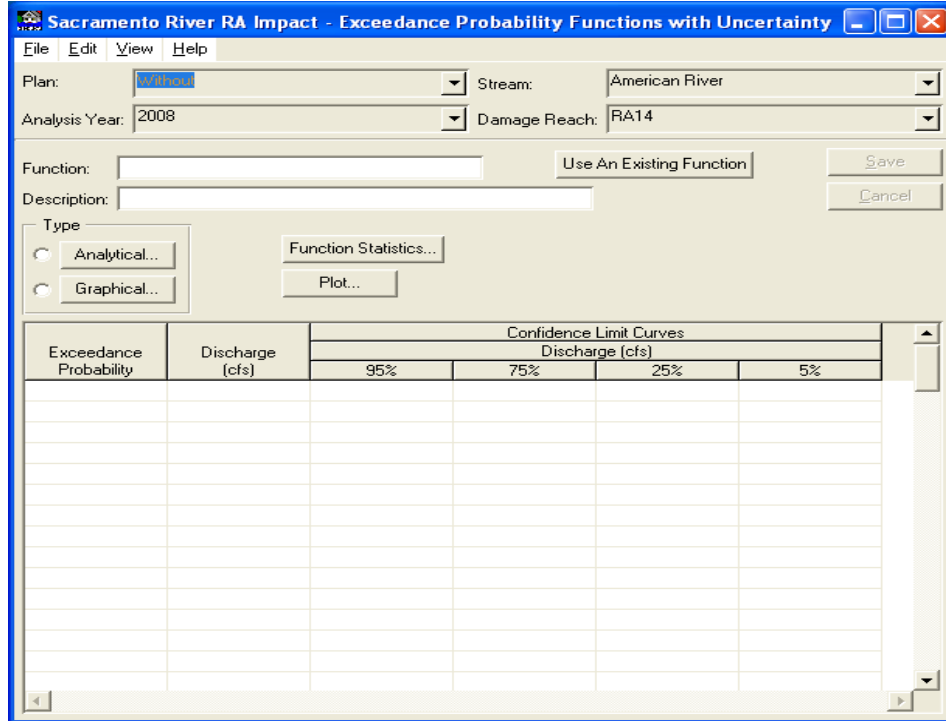 Sacramento River RA Impact - Exceedance Probability Functions with Uncertainty
File Edit View Help
Plan: Without Stream: American River
Analysis Year: 2008 Damage Reach: RA14
Function: Use An Existing Function Save
Description: Cancel
Type
Analytical... Function Statistics...
Graphical... Plot...
Confidence Limit Curves
Exceedance Probability Discharge (cfs) Discharge (cfs)
95% 75% 25% 5%